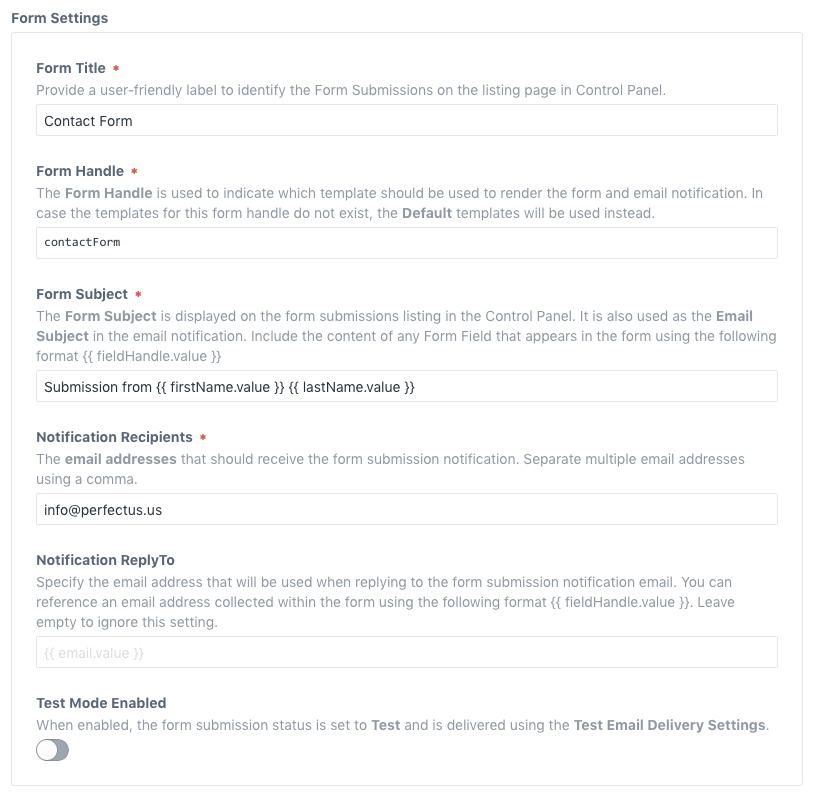 Form Settings
Form Title *
Provide a user-friendly label to identify the Form Submissions on the listing page in Control Panel.
Contact Form
Form Handle *
The Form Handle is used to indicate which template should be used to render the form and email notification. In
case the templates for this form handle do not exist, the Default templates will be used instead.
contactForm
Form Subject *
The Form Subject is displayed on the form submissions listing in the Control Panel. It is also used as the Email
Subject in the email notification. Include the content of any Form Field that appears in the form using the following
format {{ fieldHandle.value }}
Submission from {{ firstName.value }} {{ lastName.value }}
Notification Recipients *
The email addresses that should receive the form submission notification. Separate multiple email addresses
using a comma.
info@perfectus.us
Notification ReplyTo
Specify the email address that will be used when replying to the form submission notification email. You can
reference an email address collected within the form using the following format {{ fieldHandle.value }}. Leave
empty to ignore this setting.
{{ email.value }}
Test Mode Enabled
When enabled, the form submission status is set to Test and is delivered using the Test Email Delivery Settings.